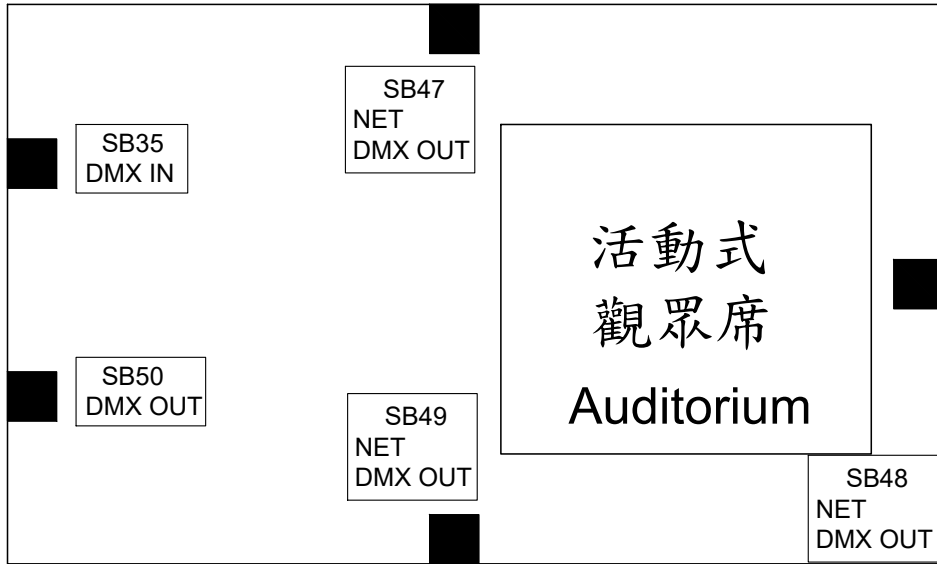 SB47
NET
DMX OUT
SB35
DMX IN
活動式
觀眾席
Auditorium
SB50
DMX OUT
SB49
NET
DMX OUT
SB48
NET
DMX OUT